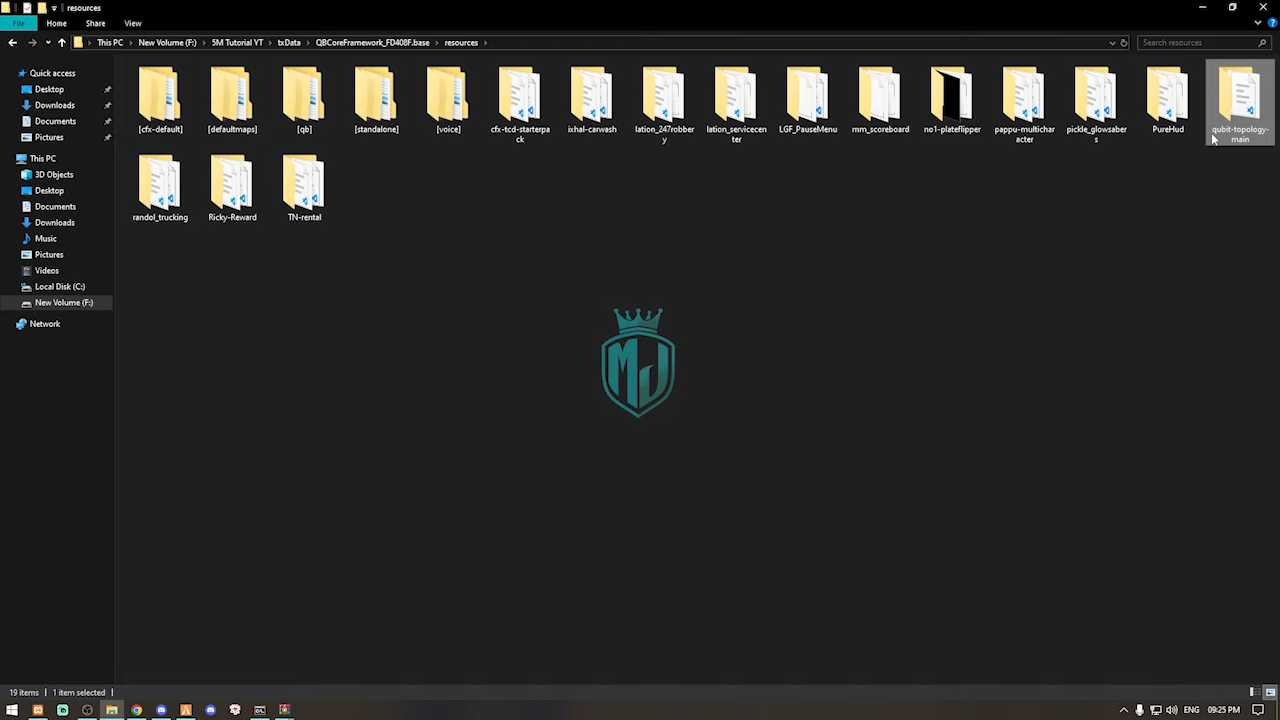 resources
File
Home
Share
View
This PC
New Volume (F:)
5M Tutorial YT
txData
QBCoreFramework_FD408F.base
resources
Search resources
Quick access
Desktop
Downloads
Documents
Pictures
This PC
3D Objects
Desktop
Documents
Downloads
Music
Pictures
Videos
Local Disk (C:)
New Volume (F:)
Network
[cfx-default]
[defaultmaps]
[qb]
[standalone]
[voice]
cfx-tcd-starterpa
ck
ixhal-carwash
lation_247robber
y
lation_servicecen
ter
LGF_PauseMenu
mm_scoreboard
no1-plateflipper
pappu-multichar
acter
pickle_glowsaber
s
PureHud
qubit-topology-
main
randol_trucking
Ricky-Reward
TN-rental
MJ
19 items
1 item selected
ENG
09:25 PM